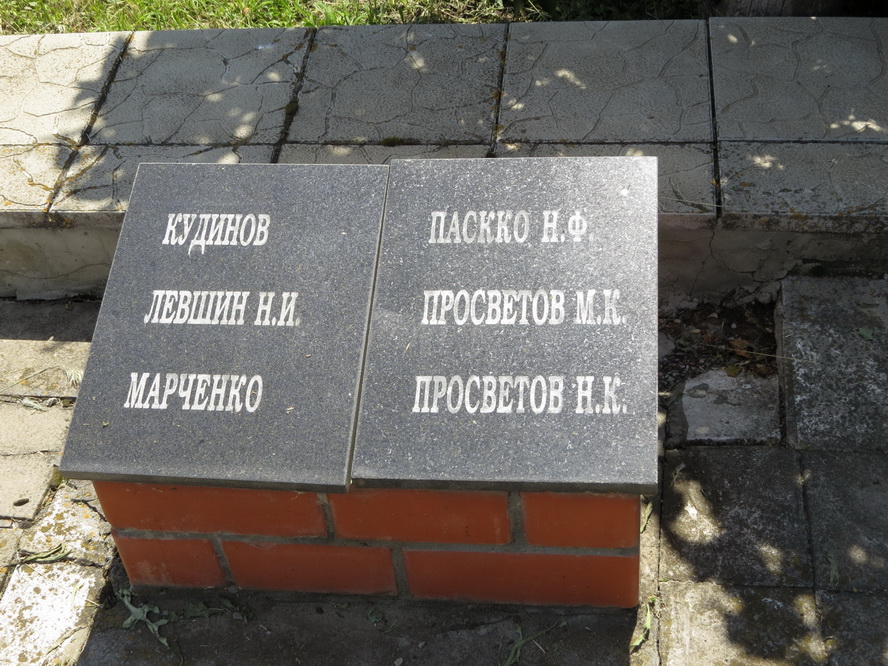 КУДИНОВ
ЛЕВШИН Н.И.
МАРЧЕНКО
ПАСККО Н.Ф.
ПРОСВЕТОВ М.К.
ПРОСВЕТОВ Н.К.